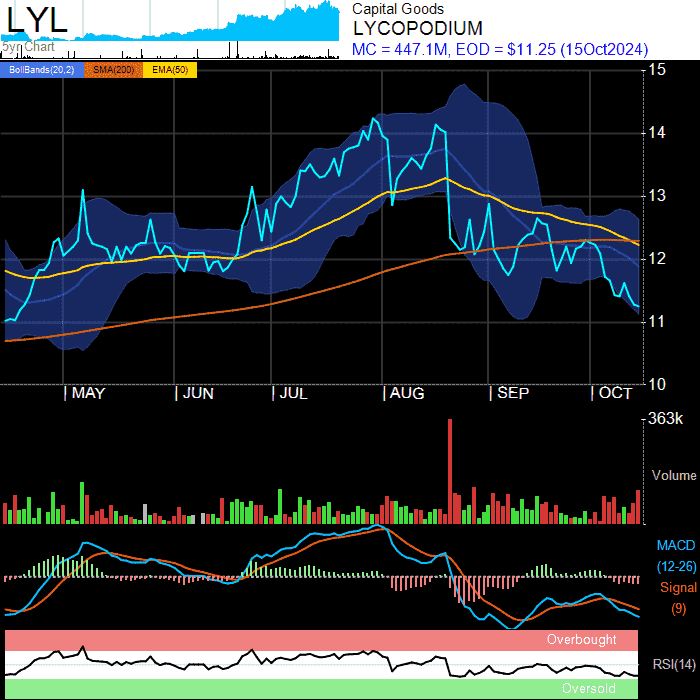 LYL
5yr Chart
Capital Goods
LYCOPODIUM
MC = 447.1M, EOD = $11.25 (15Oct2024)
BollBands(20,2) SMA(200) EMA(50)
15
14
13
12
11
10
MAY JUN JUL AUG SEP OCT
363k
Volume
MACD
(12-26)
Signal
(9)
Overbought
RSI(14)
Oversold